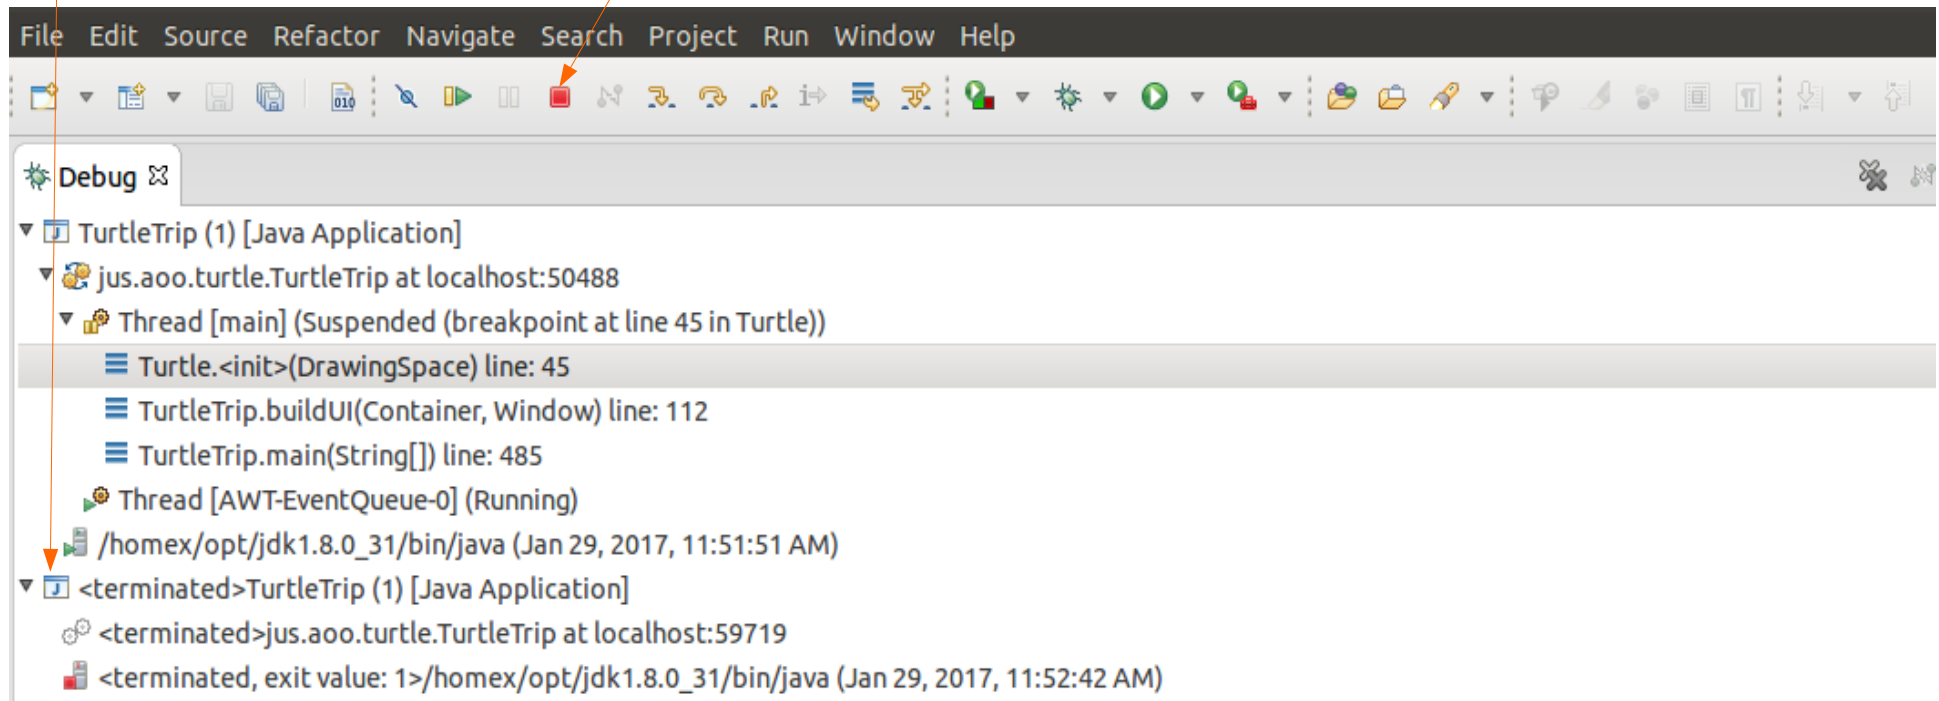 File Edit Source Refactor Navigate Search Project Run Window Help
010
Debug
TurtleTrip (1) [Java Application]
jus.aoo.turtle.TurtleTrip at localhost:50488
Thread [main] (Suspended (breakpoint at line 45 in Turtle))
Turtle.<init>(DrawingSpace) line: 45
TurtleTrip.buildUI(Container, Window) line: 112
TurtleTrip.main(String[]) line: 485
Thread [AWT-EventQueue-0] (Running)
/homex/opt/jdk1.8.0_31/bin/java (Jan 29, 2017, 11:51:51 AM)
<terminated>TurtleTrip (1) [Java Application]
<terminated>jus.aoo.turtle.TurtleTrip at localhost:59719
<terminated, exit value: 1>/homex/opt/jdk1.8.0_31/bin/java (Jan 29, 2017, 11:52:42 AM)